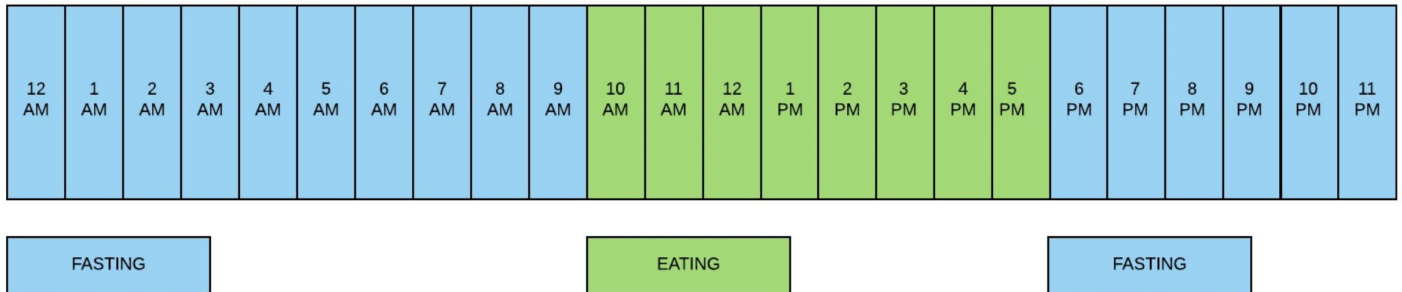 12 AM
1 AM
2 AM
3 AM
4 AM
5 AM
6 AM
7 AM
8 AM
9 AM
10 AM
11 AM
12 AM
1 PM
2 PM
3 PM
4 PM
5 PM
6 PM
7 PM
8 PM
9 PM
10 PM
11 PM
FASTING
EATING
FASTING